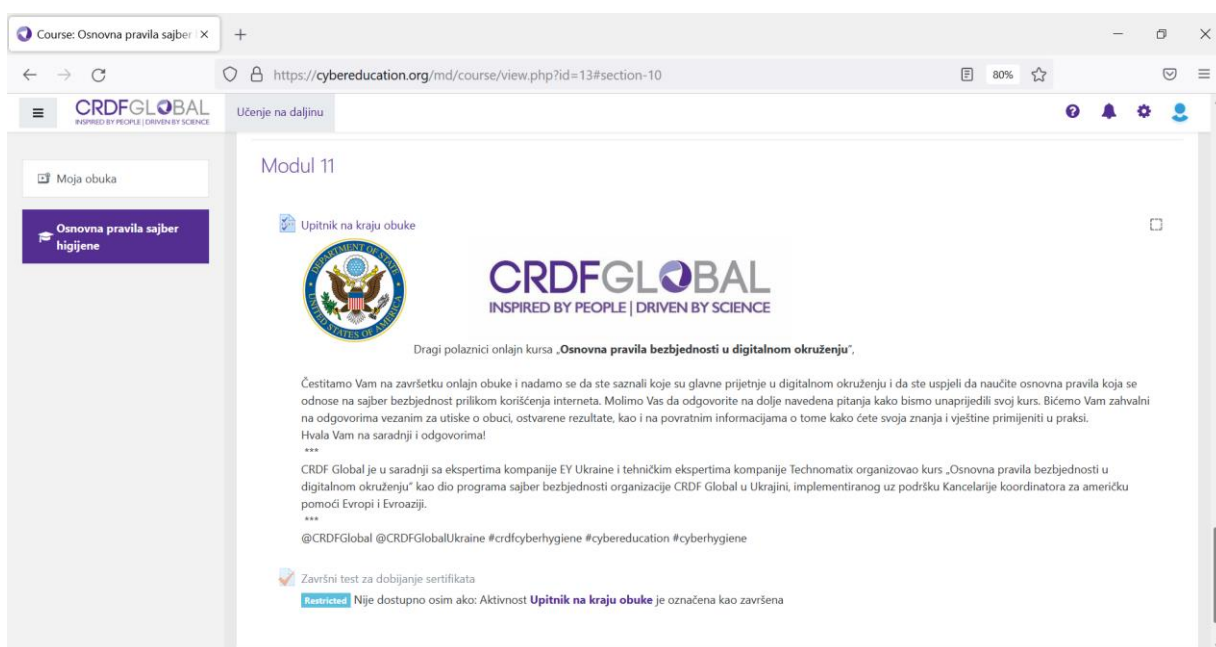 Course: Osnovna pravila sajber
https://cybereducation.org/md/course/view.php?id=13#section-10
80%
CRDFGLOBAL
INSPIRED BY PEOPLE | DRIVEN BY SCIENCE
Učenje na daljinu
Moja obuka
Osnovna pravila sajber
higijene
Modul 11
Upitnik na kraju obuke
DEPARTMENT OF STATE
UNITED STATES OF AMERICA
CRDFGLOBAL
INSPIRED BY PEOPLE | DRIVEN BY SCIENCE
Dragi polaznici onlajn kursa „Osnovna pravila bezbjednosti u digitalnom okruženju“,
Čestitamo Vam na završetku onlajn obuke i nadamo se da ste saznali koje su glavne prijetnje u digitalnom okruženju i da ste uspjeli da naučite osnovna pravila koja se
odnose na sajber bezbjednost prilikom korišćenja interneta. Molimo Vas da odgovorite na dolje navedena pitanja kako bismo unaprijedili svoj kurs. Bićemo Vam zahvalni
na odgovorima vezanim za utiske o obuci, ostvarene rezultate, kao i na povratnim informacijama o tome kako ćete svoja znanja i vještine primijeniti u praksi.
Hvala Vam na saradnji i odgovorima!
***
CRDF Global je u saradnji sa ekspertima kompanije EY Ukraine i tehničkim ekspertima kompanije Technomatix organizovao kurs „Osnovna pravila bezbjednosti u
digitalnom okruženju“ kao dio programa sajber bezbjednosti organizacije CRDF Global u Ukrajini, implementiranog uz podršku Kancelarije koordinatora za američku
pomoći Evropi i Evroaziji.
***
@CRDFGlobal @CRDFGlobalUkraine #crdfcyberhygiene #cybereducation #cyberhygiene
Završni test za dobijanje sertifikata
Restricted Nije dostupno osim ako: Aktivnost Upitnik na kraju obuke je označena kao završena